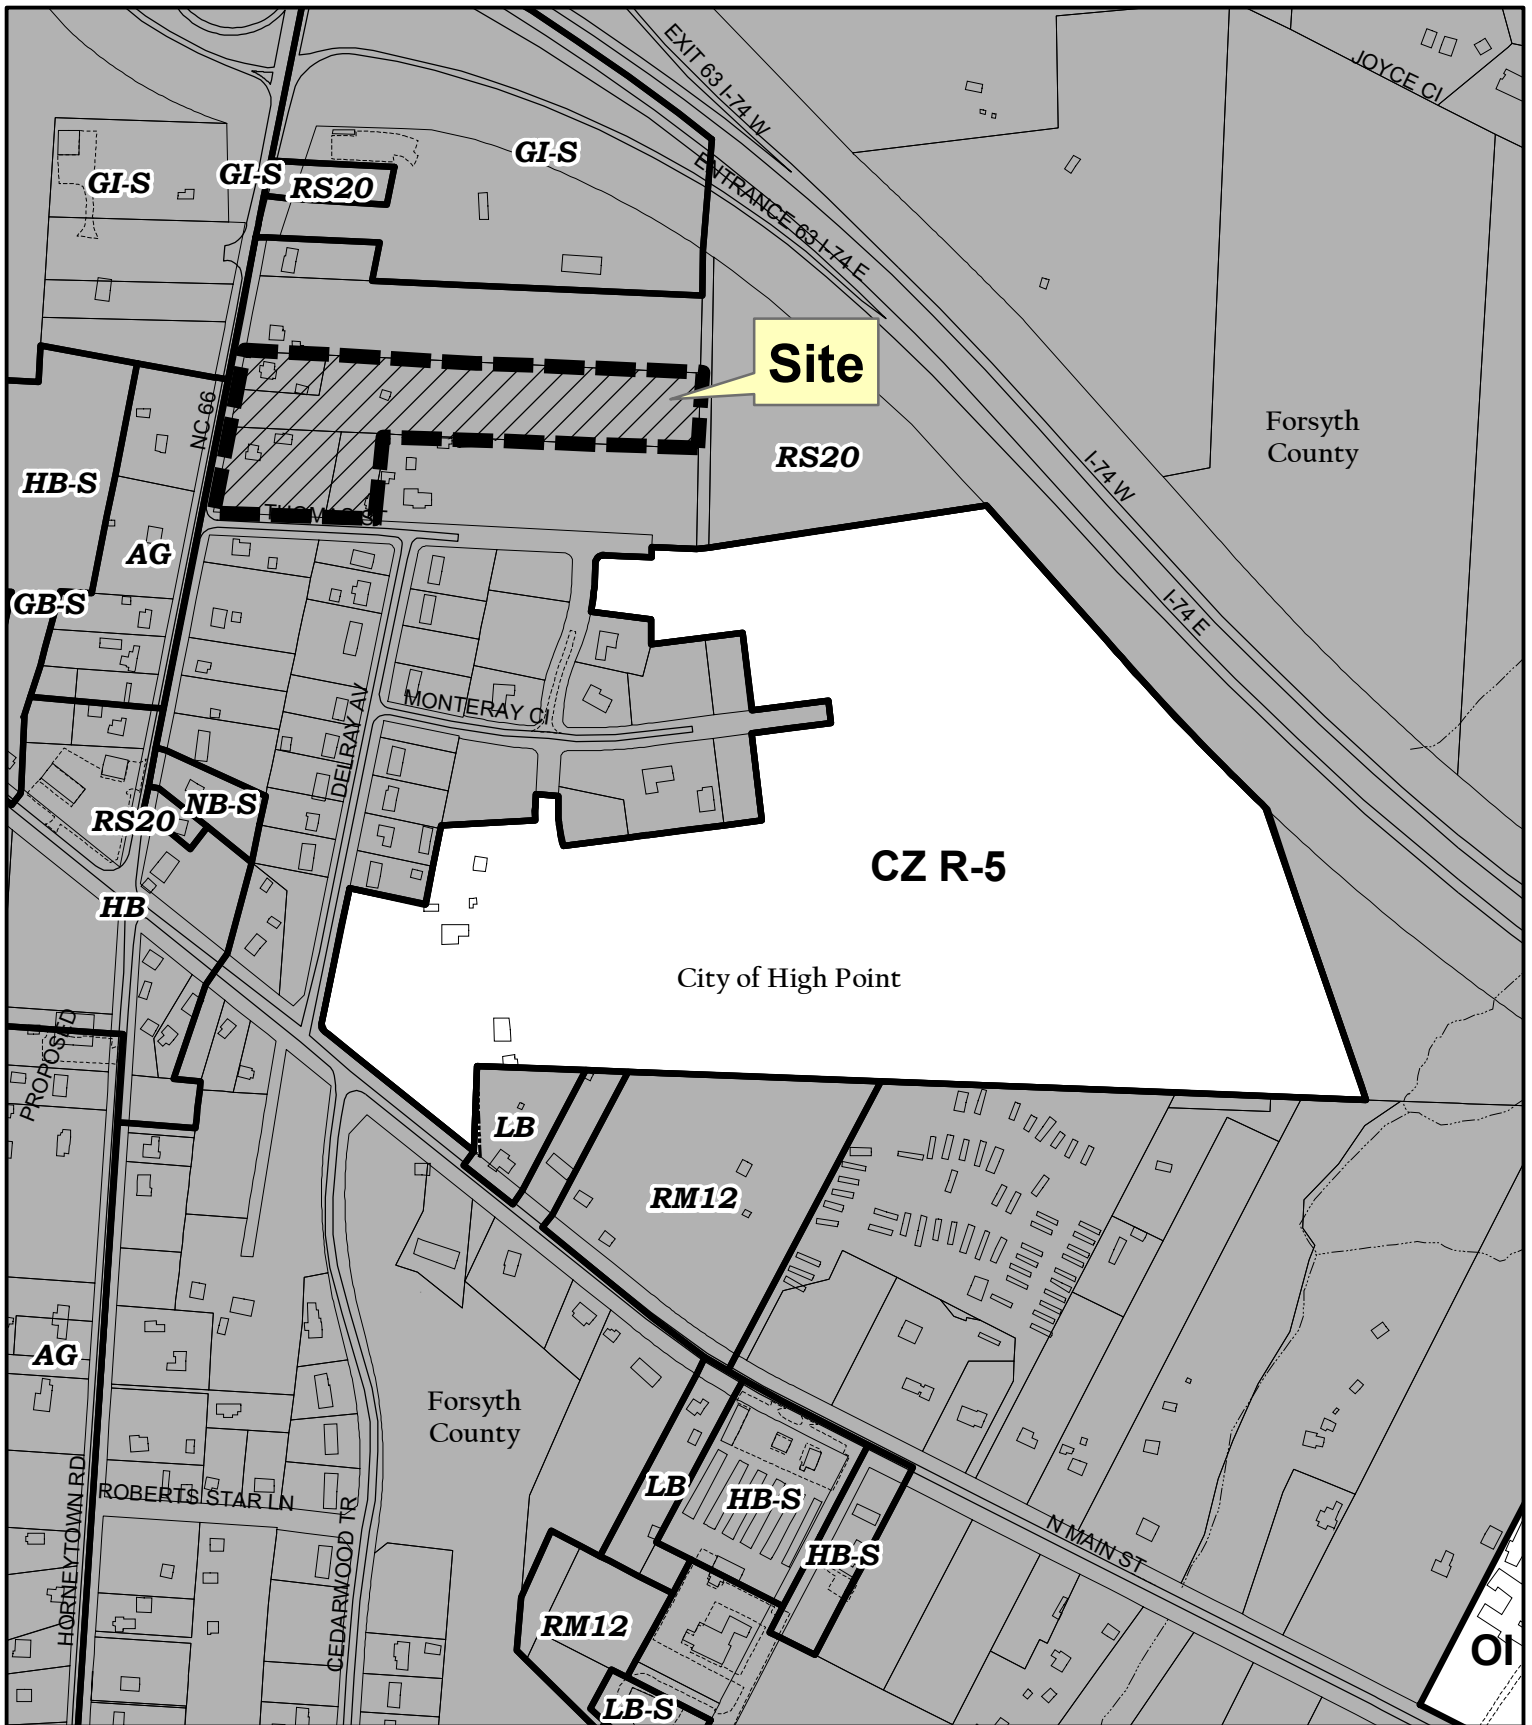 EXIT 63 I-74 W
JOYCE CI
GI-S
GI-S
GI-S
RS20
ENTRANCE 63 I-74 E
Site
NC 66
Forsyth
County
RS20
HB-S
I-74 W
THOMAS ST
AG
GB-S
I-74 E
MONTERAY CI
DELRAY AV
NB-S
RS20
CZ R-5
HB
City of High Point
PROPOSED
LB
RM12
AG
Forsyth
County
LB
HB-S
ROBERTS STAR LN
HORNEYTOWN RD
CEDARWOOD TR
HB-S
N MAIN ST
RM12
OI
LB-S